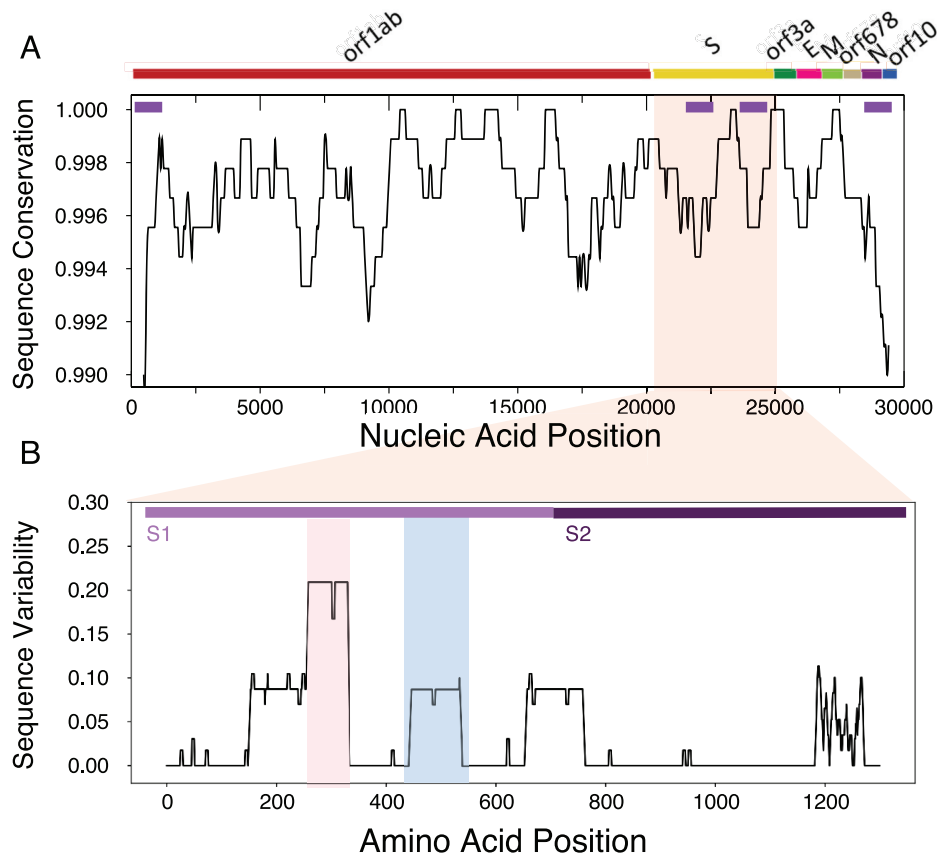 A
orf1ab
S
orf3a
E
M
orf678
N
orf10
1.000
0.998
0.996
0.994
0.992
0.990
Sequence Conservation
0 5000 10000 15000 20000 25000 30000
Nucleic Acid Position
B
0.30
0.25
0.20
0.15
0.10
0.05
0.00
Sequence Variability
S1 S2
0 200 400 600 800 1000 1200
Amino Acid Position